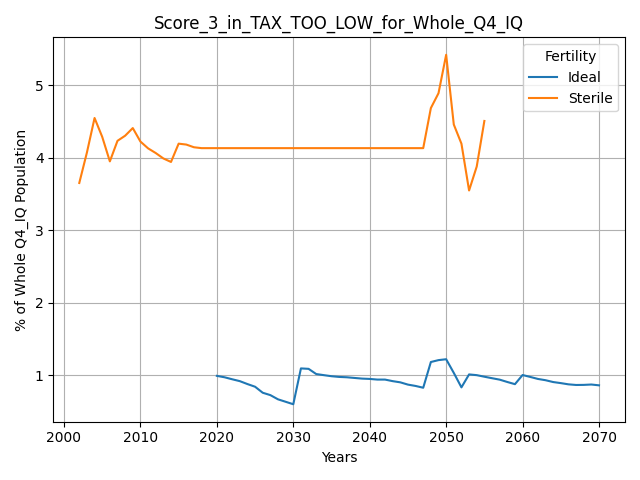 Score_3_in_TAX_TOO_LOW_for_Whole_Q4_IQ
% of Whole Q4_IQ Population
5
4
3
2
1
Fertility
Ideal
Sterile
2000 2010 2020 2030 2040 2050 2060 2070
Years